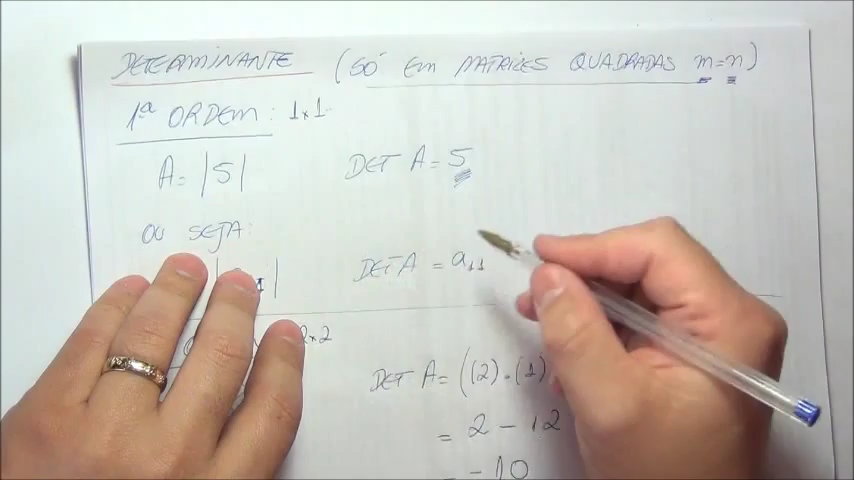 DETERMINANTE (SÓ EM MATRIZES QUADRADAS m=n)
1ª ORDEM: 1x1
A= |5| DET A= 5
OU SEJA:
DET A = a11
2x2
DET A= ((2).(1)
= 2 - 12
= -10